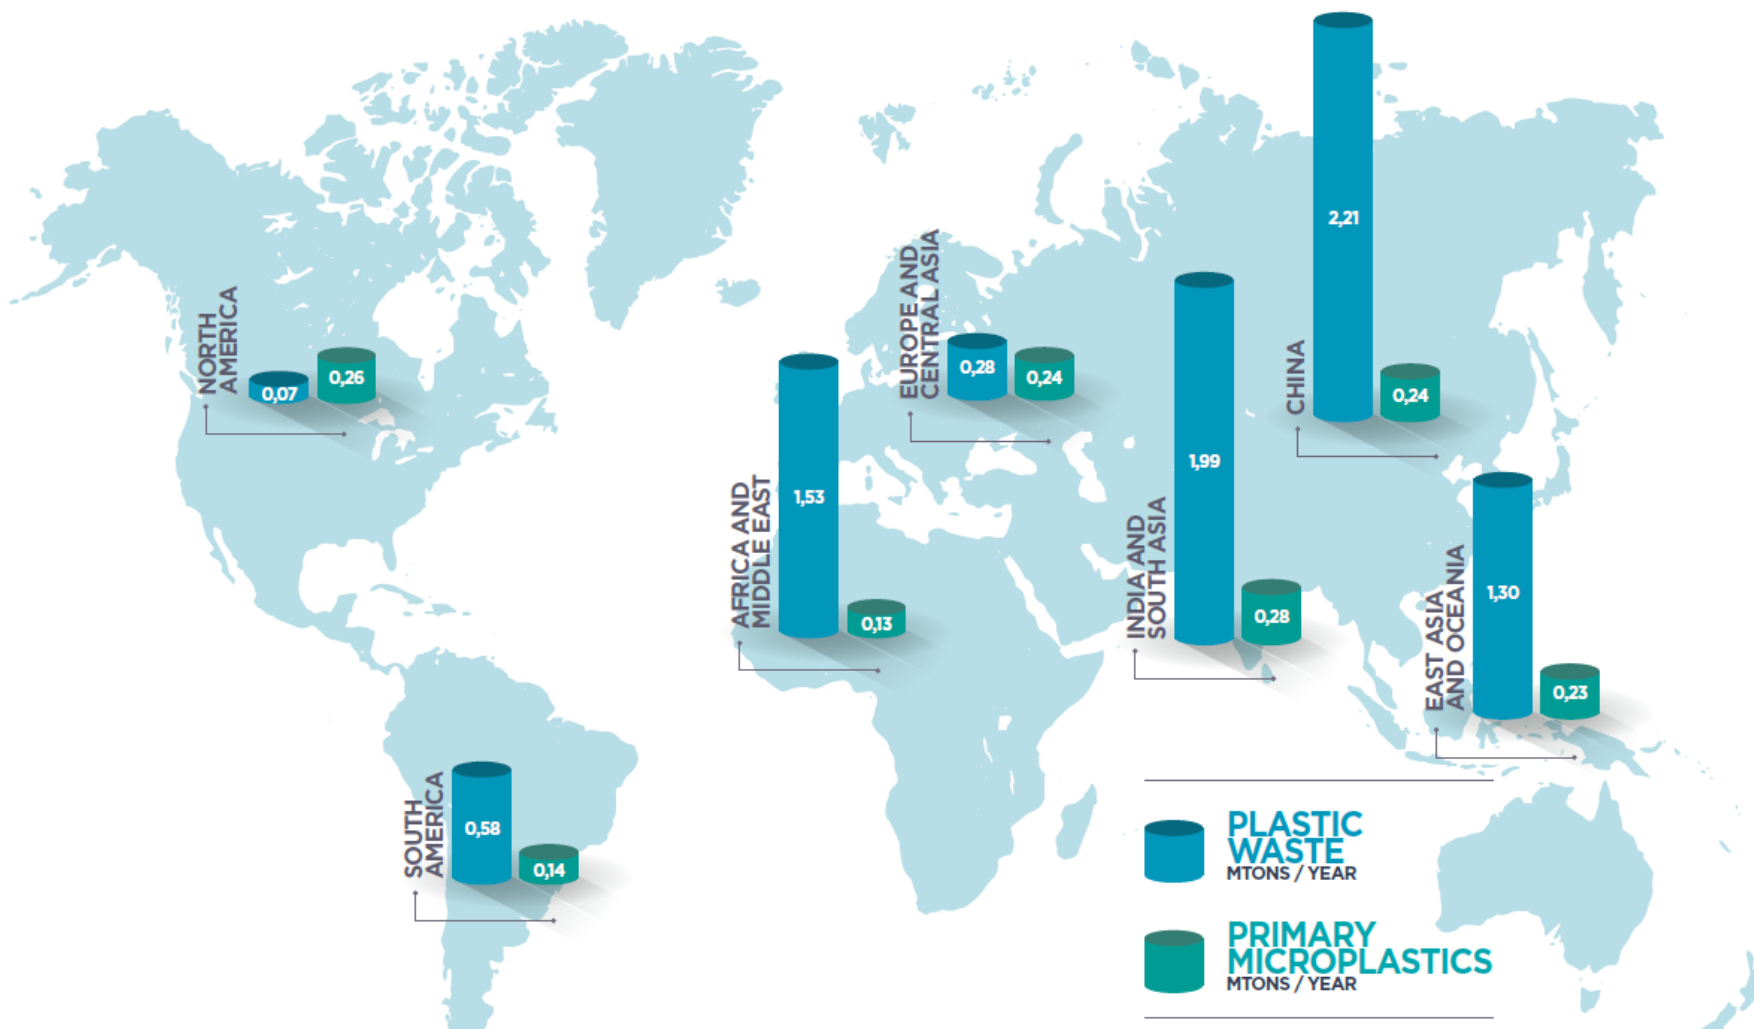 NORTH
AMERICA
0,07
0,26
SOUTH
AMERICA
0,58
0,14
AFRICA AND
MIDDLE EAST
1,53
0,13
EUROPE AND
CENTRAL ASIA
0,28
0,24
INDIA AND
SOUTH ASIA
1,99
0,28
CHINA
2,21
0,24
EAST ASIA
AND OCEANIA
1,30
0,23
PLASTIC
WASTE
MTONS / YEAR
PRIMARY
MICROPLASTICS
MTONS / YEAR